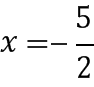 x = − 5/2